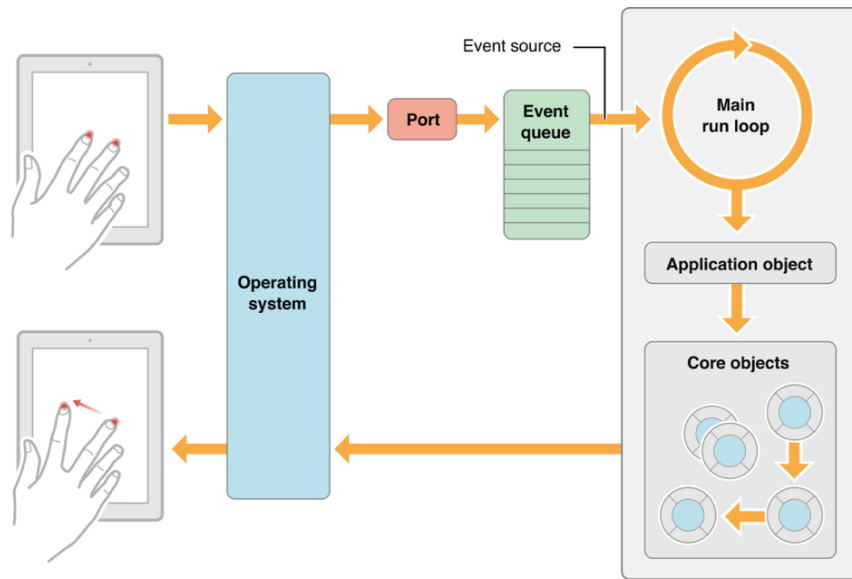 Event source
Port
Event
queue
Main
run loop
Operating
system
Application object
Core objects